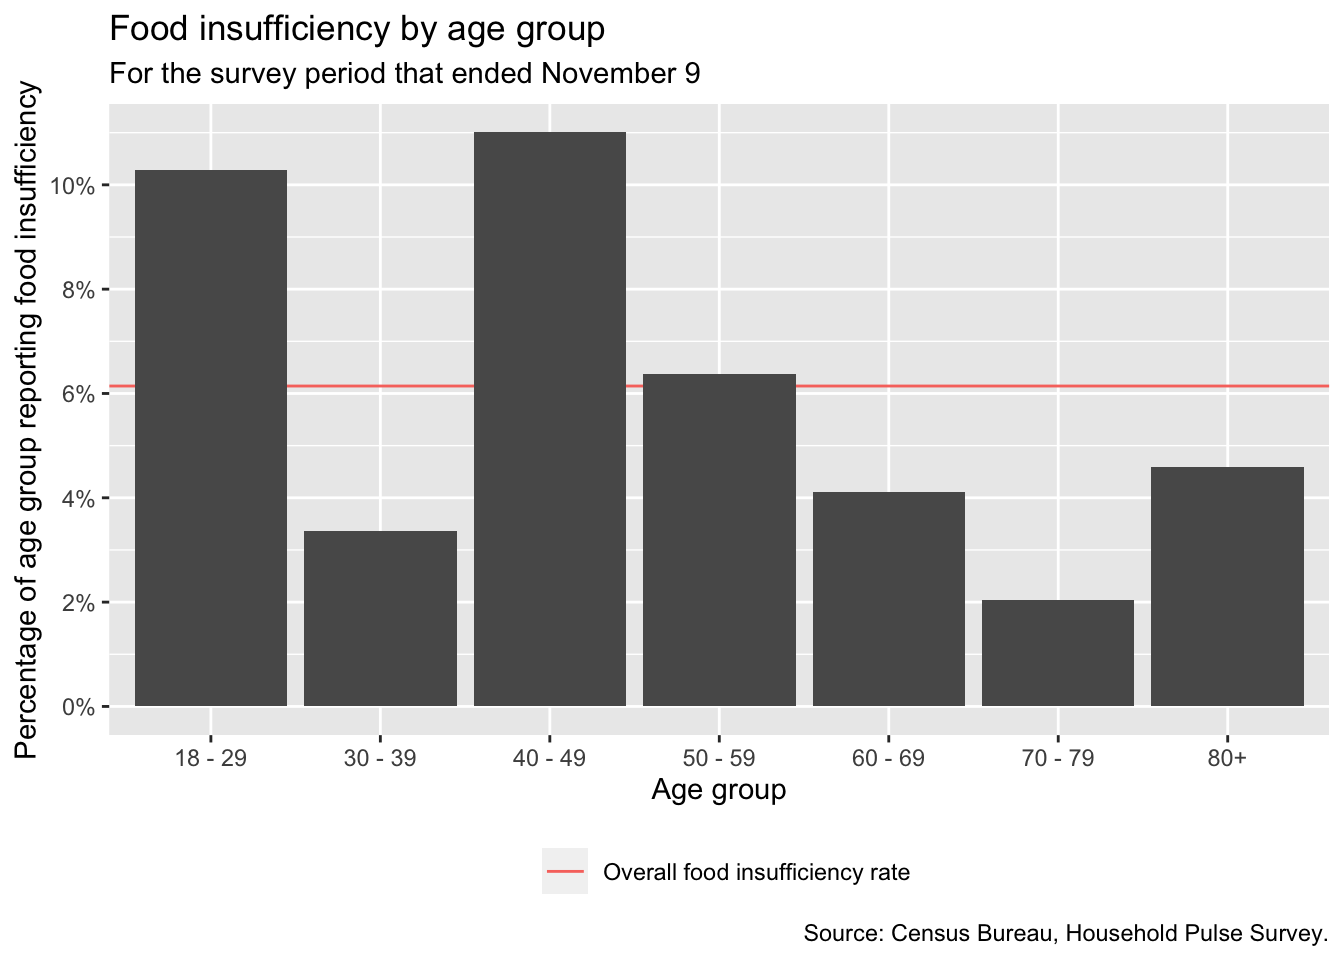 Food insufficiency by age group
For the survey period that ended November 9
Percentage of age group reporting food insufficiency
10%
8%
6%
4%
2%
0%
18 - 29
30 - 39
40 - 49
50 - 59
60 - 69
70 - 79
80+
Age group
Overall food insufficiency rate
Source: Census Bureau, Household Pulse Survey.